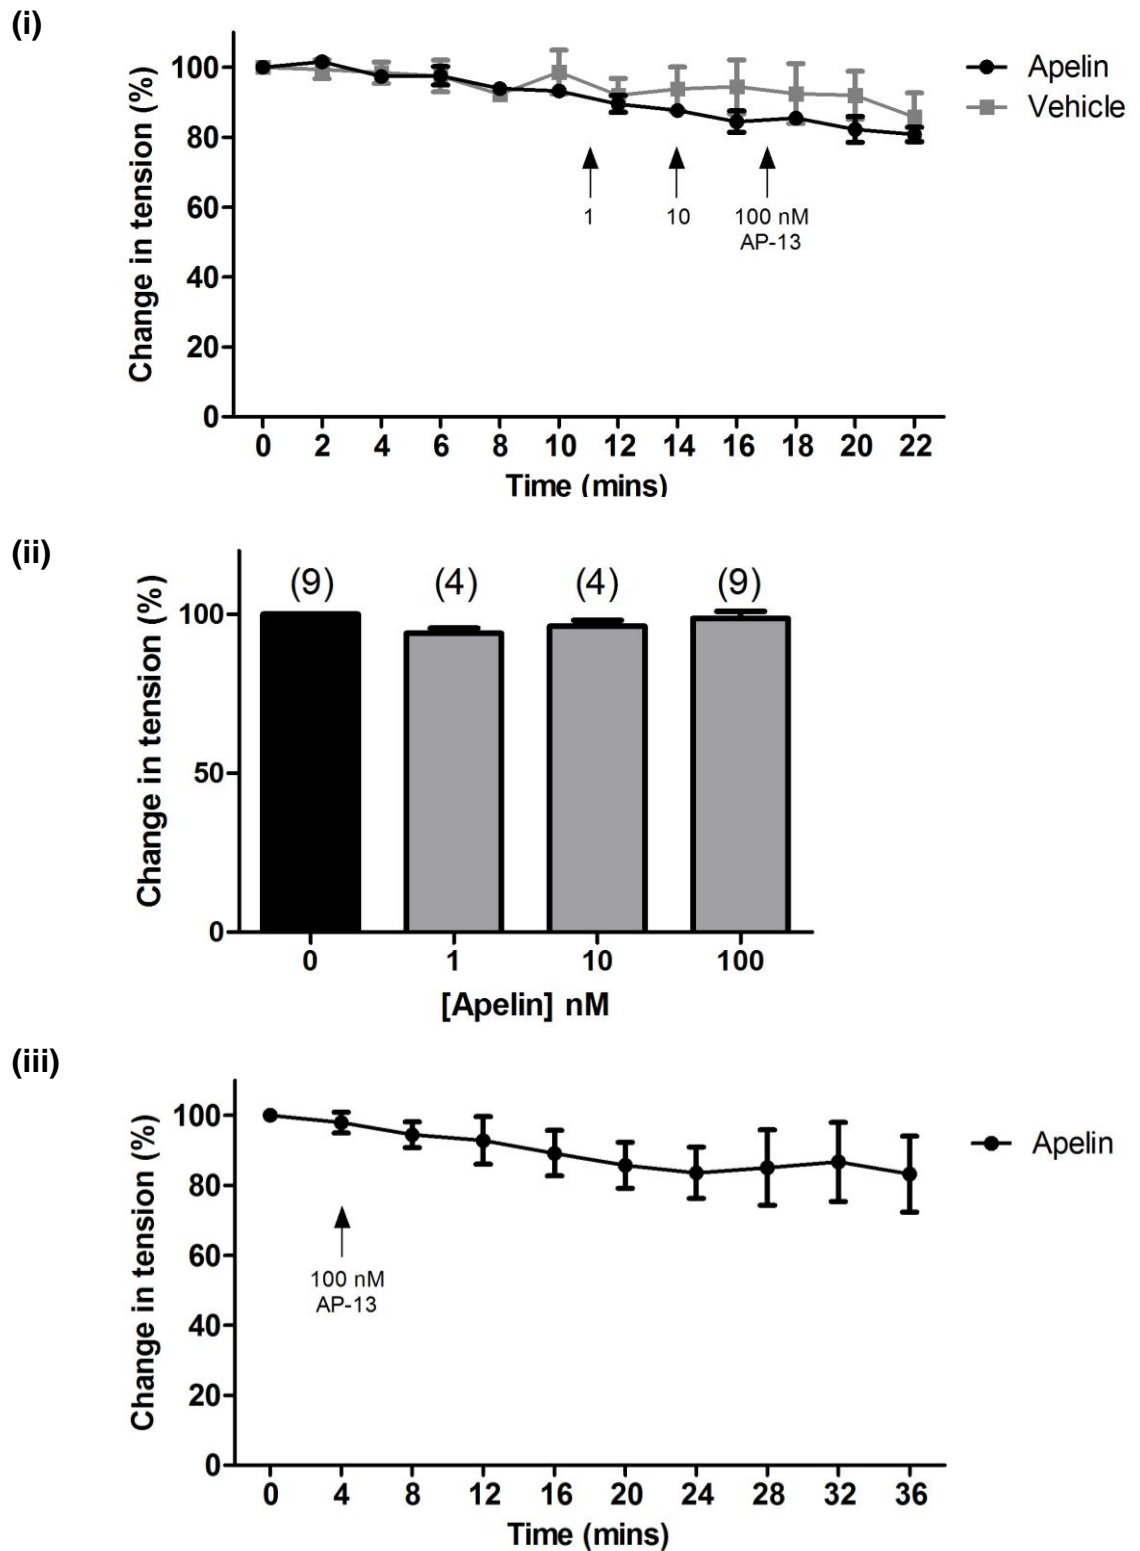 (i)
Change in tension (%)
100
80
60
40
20
0
0 2 4 6 8 10 12 14 16 18 20 22
Time (mins)
1 10 100 nM
AP-13
Apelin
Vehicle
(ii)
Change in tension (%)
100
50
0
(9) (4) (4) (9)
0 1 10 100
[Apelin] nM
(iii)
Change in tension (%)
100
80
60
40
20
0
100 nM
AP-13
0 4 8 12 16 20 24 28 32 36
Time (mins)
Apelin